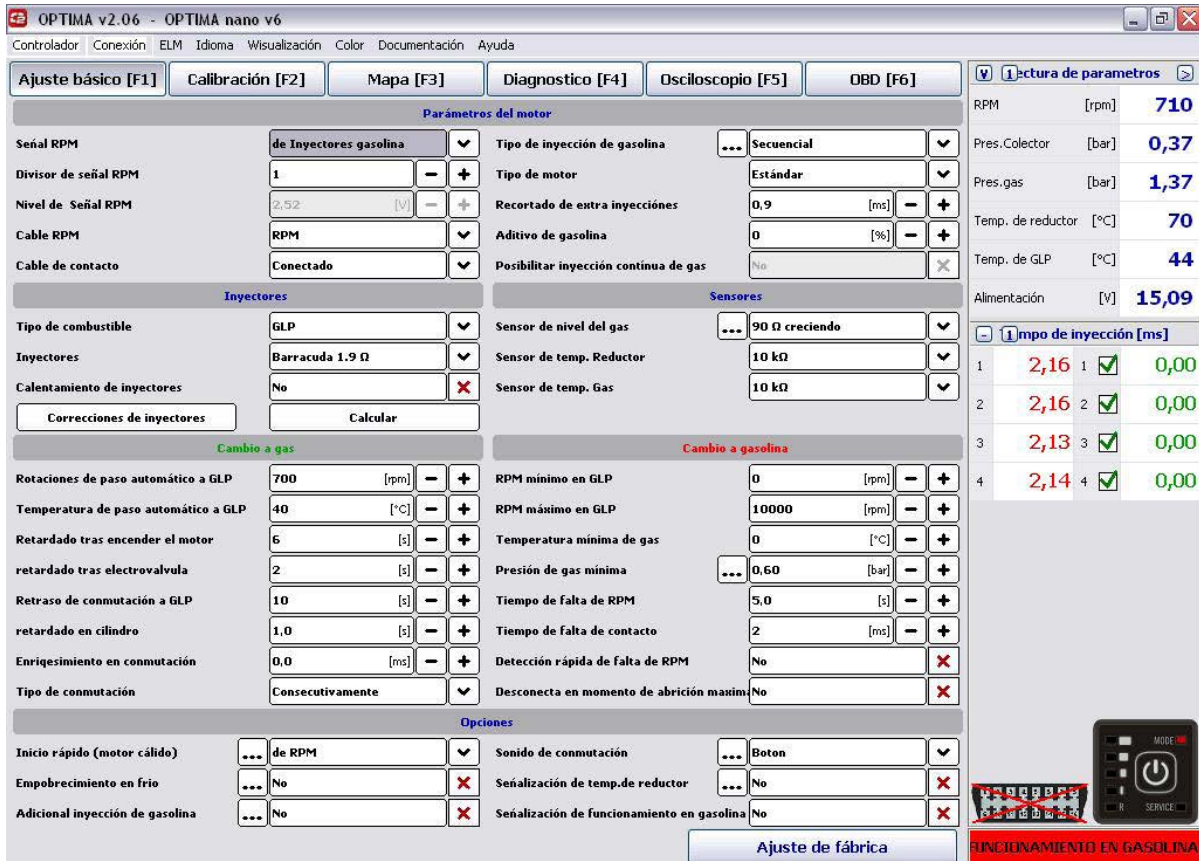 OPTIMA v2.06 - OPTIMA nano v6
Controlador Conexión ELM Idioma Wisualización Color Documentación Ayuda
Ajuste básico [F1] Calibración [F2] Mapa [F3] Diagnostico [F4] Osciloscopio [F5] OBD [F6]
Parámetros del motor
Señal RPM de Inyectores gasolina
Divisor de señal RPM 1
Nivel de Señal RPM 2,52 [V]
Cable RPM RPM
Cable de contacto Conectado
Tipo de inyección de gasolina ... Secuencial
Tipo de motor Estándar
Recortado de extra inyecciónes 0,9 [ms]
Aditivo de gasolina 0 [%]
Posibilitar inyección contínua de gas No
Inyectores
Tipo de combustible GLP
Inyectores Barracuda 1.9 Ω
Calentamiento de inyectores No
Correcciones de inyectores Calcular
Sensores
Sensor de nivel del gas ... 90 Ω creciendo
Sensor de temp. Reductor 10 kΩ
Sensor de temp. Gas 10 kΩ
Cambio a gas
Rotaciones de paso automático a GLP 700 [rpm]
Temperatura de paso automático a GLP 40 [°C]
Retardado tras encender el motor 6 [s]
retardado tras electrovalvula 2 [s]
Retraso de conmutación a GLP 10 [s]
retardado en cilindro 1,0 [s]
Enriqesimiento en conmutación 0,0 [ms]
Tipo de conmutación Consecutivamente
Cambio a gasolina
RPM mínimo en GLP 0 [rpm]
RPM máximo en GLP 10000 [rpm]
Temperatura mínima de gas 0 [°C]
Presión de gas mínima ... 0,60 [bar]
Tiempo de falta de RPM 5,0 [s]
Tiempo de falta de contacto 2 [ms]
Detección rápida de falta de RPM No
Desconecta en momento de abrición maxima No
Opciones
Inicio rápido (motor cálido) ... de RPM
Empobrecimiento en frio ... No
Adicional inyección de gasolina ... No
Sonido de conmutación ... Boton
Señalización de temp.de reductor ... No
Señalización de funcionamiento en gasolina No
Ajuste de fábrica
V 1 ectura de parametros >
RPM [rpm] 710
Pres.Colector [bar] 0,37
Pres.gas [bar] 1,37
Temp. de reductor [°C] 70
Temp. de GLP [°C] 44
Alimentación [V] 15,09
- 1 mpo de inyección [ms]
1 2,16 1 0,00
2 2,16 2 0,00
3 2,13 3 0,00
4 2,14 4 0,00
MODE
R SERVICE
FUNCIONAMIENTO EN GASOLINA